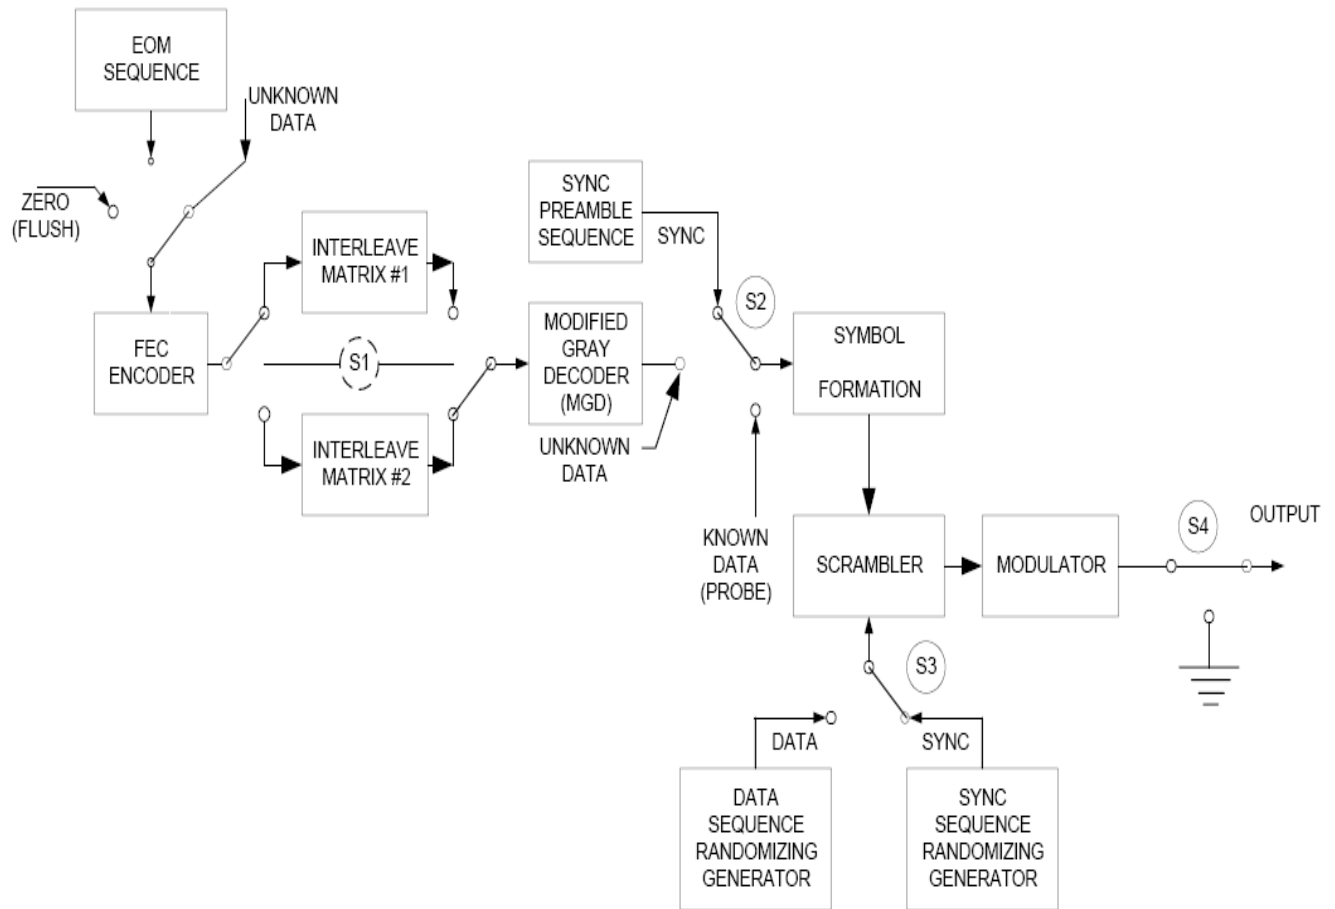 EOM
SEQUENCE
UNKNOWN
DATA
ZERO
(FLUSH)
FEC
ENCODER
INTERLEAVE
MATRIX #1
S1
INTERLEAVE
MATRIX #2
SYNC
PREAMBLE
SEQUENCE
SYNC
MODIFIED
GRAY
DECODER
(MGD)
UNKNOWN
DATA
S2
KNOWN
DATA
(PROBE)
SYMBOL
FORMATION
SCRAMBLER
MODULATOR
S4
OUTPUT
S3
DATA
SYNC
DATA
SEQUENCE
RANDOMIZING
GENERATOR
SYNC
SEQUENCE
RANDOMIZING
GENERATOR